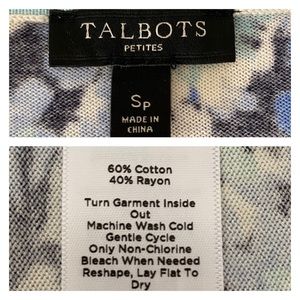 TALBOTS
PETITES
SP
MADE IN
CHINA
60% Cotton
40% Rayon
Turn Garment Inside
Out
Machine Wash Cold
Gentle Cycle
Only Non-Chlorine
Bleach When Needed
Reshape, Lay Flat To
Dry